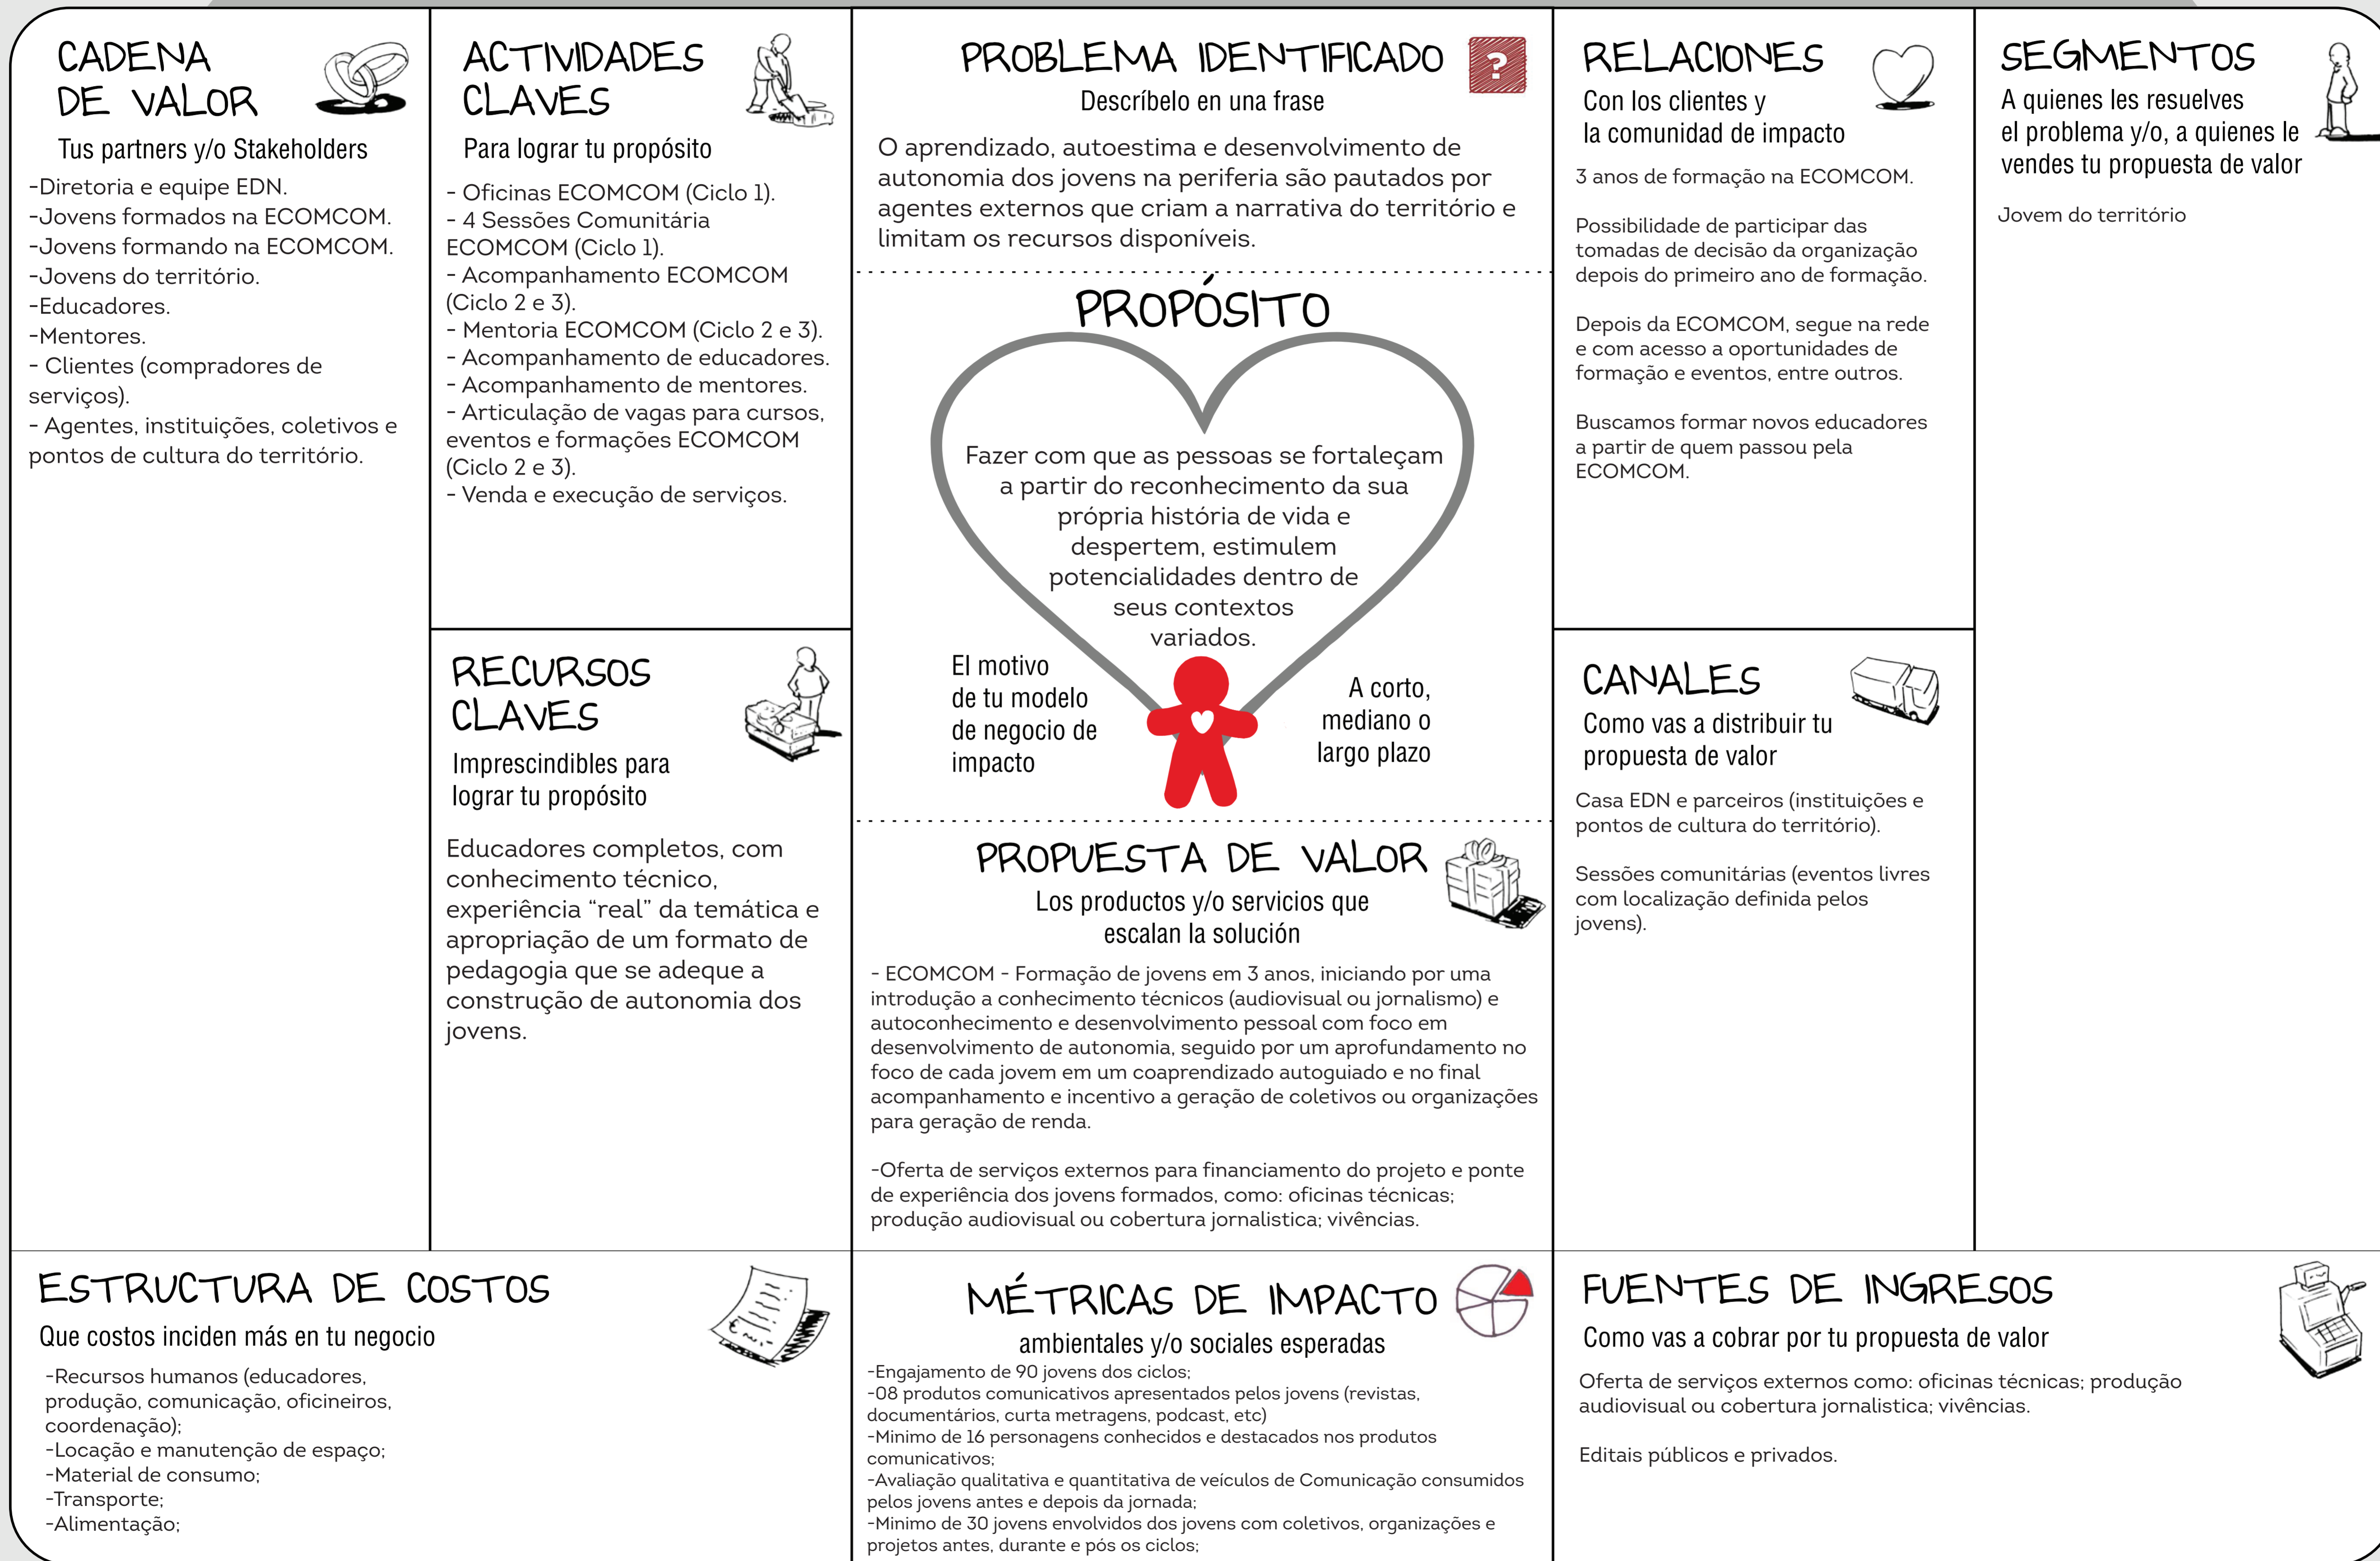 CADENA
DE VALOR
Tus partners y/o Stakeholders
-Diretoria e equipe EDN.
-Jovens formados na ECOMCOM.
-Jovens formando na ECOMCOM.
-Jovens do território.
-Educadores.
-Mentores.
- Clientes (compradores de
serviços).
- Agentes, instituições, coletivos e
pontos de cultura do território.
ACTIVIDADES
CLAVES
Para lograr tu propósito
- Oficinas ECOMCOM (Ciclo 1).
- 4 Sessões Comunitária
ECOMCOM (Ciclo 1).
- Acompanhamento ECOMCOM
(Ciclo 2 e 3).
- Mentoria ECOMCOM (Ciclo 2 e 3).
- Acompanhamento de educadores.
- Acompanhamento de mentores.
- Articulação de vagas para cursos,
eventos e formações ECOMCOM
(Ciclo 2 e 3).
- Venda e execução de serviços.
RECURSOS
CLAVES
Imprescindibles para
lograr tu propósito
Educadores completos, com
conhecimento técnico,
experiência “real” da temática e
apropriação de um formato de
pedagogia que se adeque a
construção de autonomia dos
jovens.
PROBLEMA IDENTIFICADO
?
Descríbelo en una frase
O aprendizado, autoestima e desenvolvimento de
autonomia dos jovens na periferia são pautados por
agentes externos que criam a narrativa do território e
limitam os recursos disponíveis.
PROPÓSITO
Fazer com que as pessoas se fortaleçam
a partir do reconhecimento da sua
própria história de vida e
despertem, estimulem
potencialidades dentro de
seus contextos
variados.
El motivo
de tu modelo
de negocio de
impacto
A corto,
mediano o
largo plazo
PROPUESTA DE VALOR
Los productos y/o servicios que
escalan la solución
- ECOMCOM - Formação de jovens em 3 anos, iniciando por uma
introdução a conhecimento técnicos (audiovisual ou jornalismo) e
autoconhecimento e desenvolvimento pessoal com foco em
desenvolvimento de autonomia, seguido por um aprofundamento no
foco de cada jovem em um coaprendizado autoguiado e no final
acompanhamento e incentivo a geração de coletivos ou organizações
para geração de renda.
-Oferta de serviços externos para financiamento do projeto e ponte
de experiência dos jovens formados, como: oficinas técnicas;
produção audiovisual ou cobertura jornalistica; vivências.
RELACIONES
Con los clientes y
la comunidad de impacto
3 anos de formação na ECOMCOM.
Possibilidade de participar das
tomadas de decisão da organização
depois do primeiro ano de formação.
Depois da ECOMCOM, segue na rede
e com acesso a oportunidades de
formação e eventos, entre outros.
Buscamos formar novos educadores
a partir de quem passou pela
ECOMCOM.
CANALES
Como vas a distribuir tu
propuesta de valor
Casa EDN e parceiros (instituições e
pontos de cultura do território).
Sessões comunitárias (eventos livres
com localização definida pelos
jovens).
SEGMENTOS
A quienes les resuelves
el problema y/o, a quienes le
vendes tu propuesta de valor
Jovem do território
ESTRUCTURA DE COSTOS
Que costos inciden más en tu negocio
-Recursos humanos (educadores,
produção, comunicação, oficineiros,
coordenação);
-Locação e manutenção de espaço;
-Material de consumo;
-Transporte;
-Alimentação;
MÉTRICAS DE IMPACTO
ambientales y/o sociales esperadas
-Engajamento de 90 jovens dos ciclos;
-08 produtos comunicativos apresentados pelos jovens (revistas,
documentários, curta metragens, podcast, etc)
-Minimo de 16 personagens conhecidos e destacados nos produtos
comunicativos;
-Avaliação qualitativa e quantitativa de veículos de Comunicação consumidos
pelos jovens antes e depois da jornada;
-Minimo de 30 jovens envolvidos dos jovens com coletivos, organizações e
projetos antes, durante e pós os ciclos;
FUENTES DE INGRESOS
Como vas a cobrar por tu propuesta de valor
Oferta de serviços externos como: oficinas técnicas; produção
audiovisual ou cobertura jornalistica; vivências.
Editais públicos e privados.